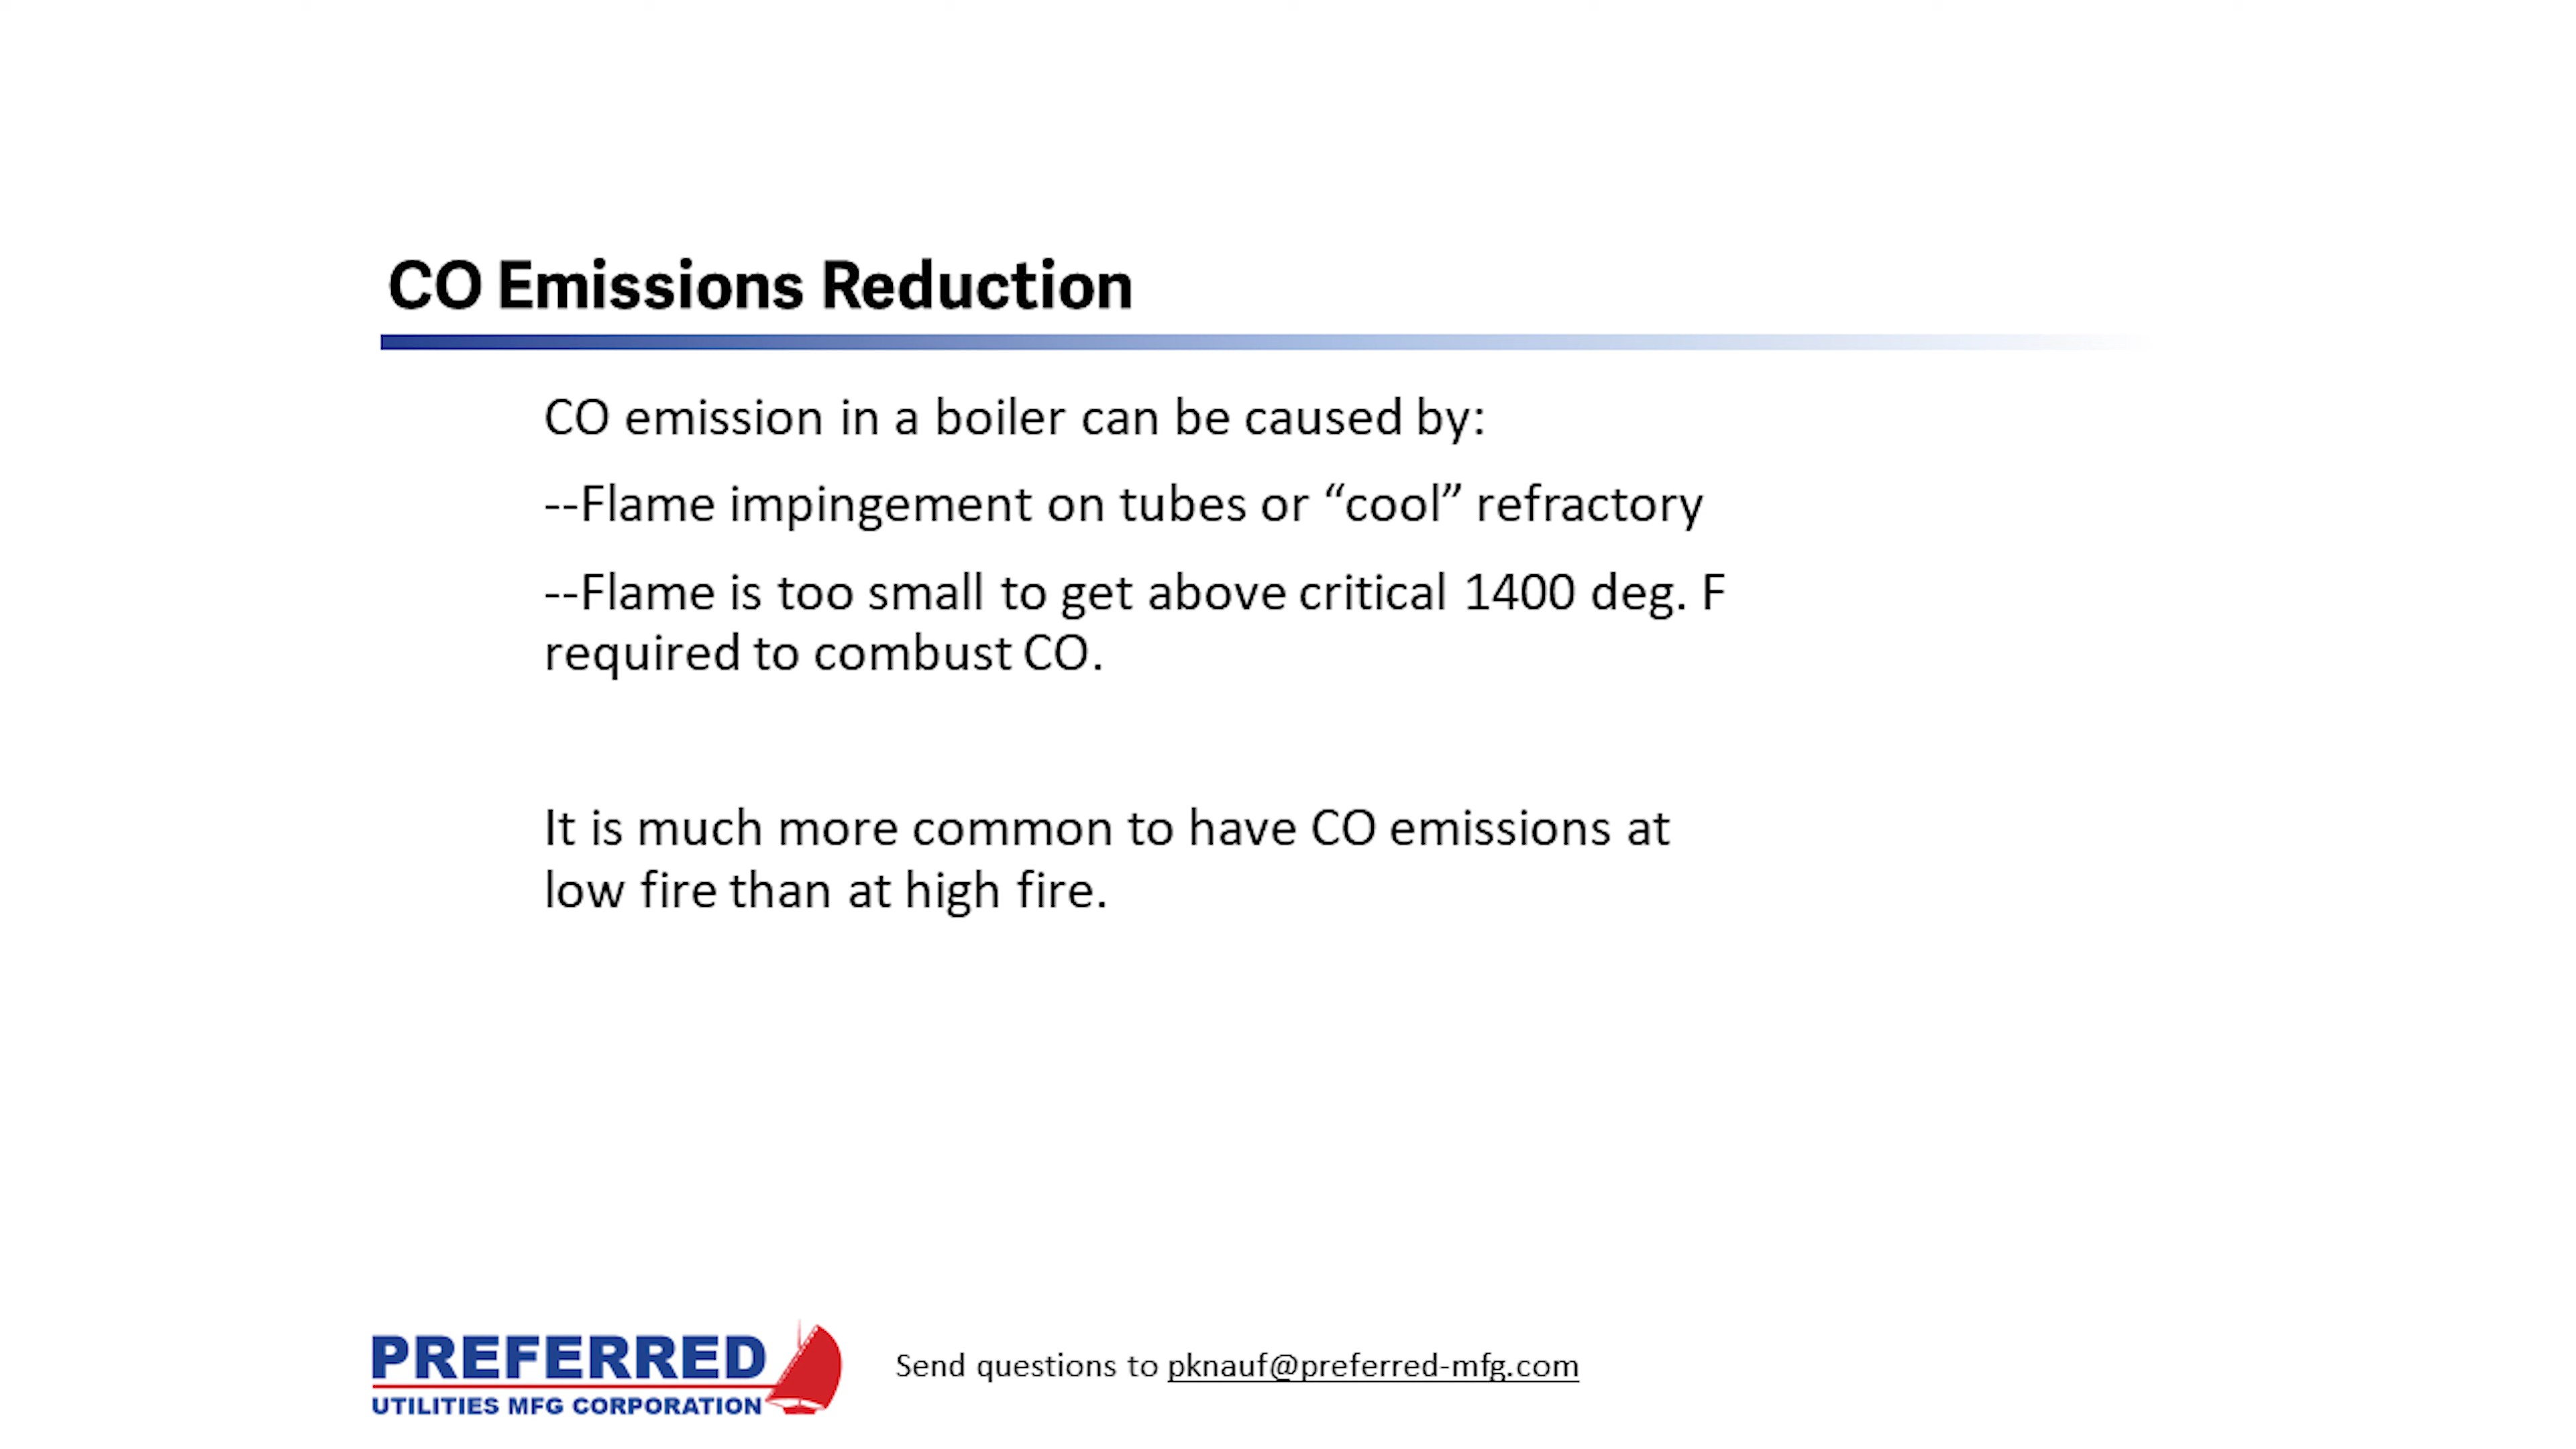 CO Emissions Reduction
CO emission in a boiler can be caused by:
--Flame impingement on tubes or “cool” refractory
--Flame is too small to get above critical 1400 deg. F
required to combust CO.
It is much more common to have CO emissions at
low fire than at high fire.
PREFERRED
UTILITIES MFG CORPORATION
Send questions to pknauf@preferred-mfg.com